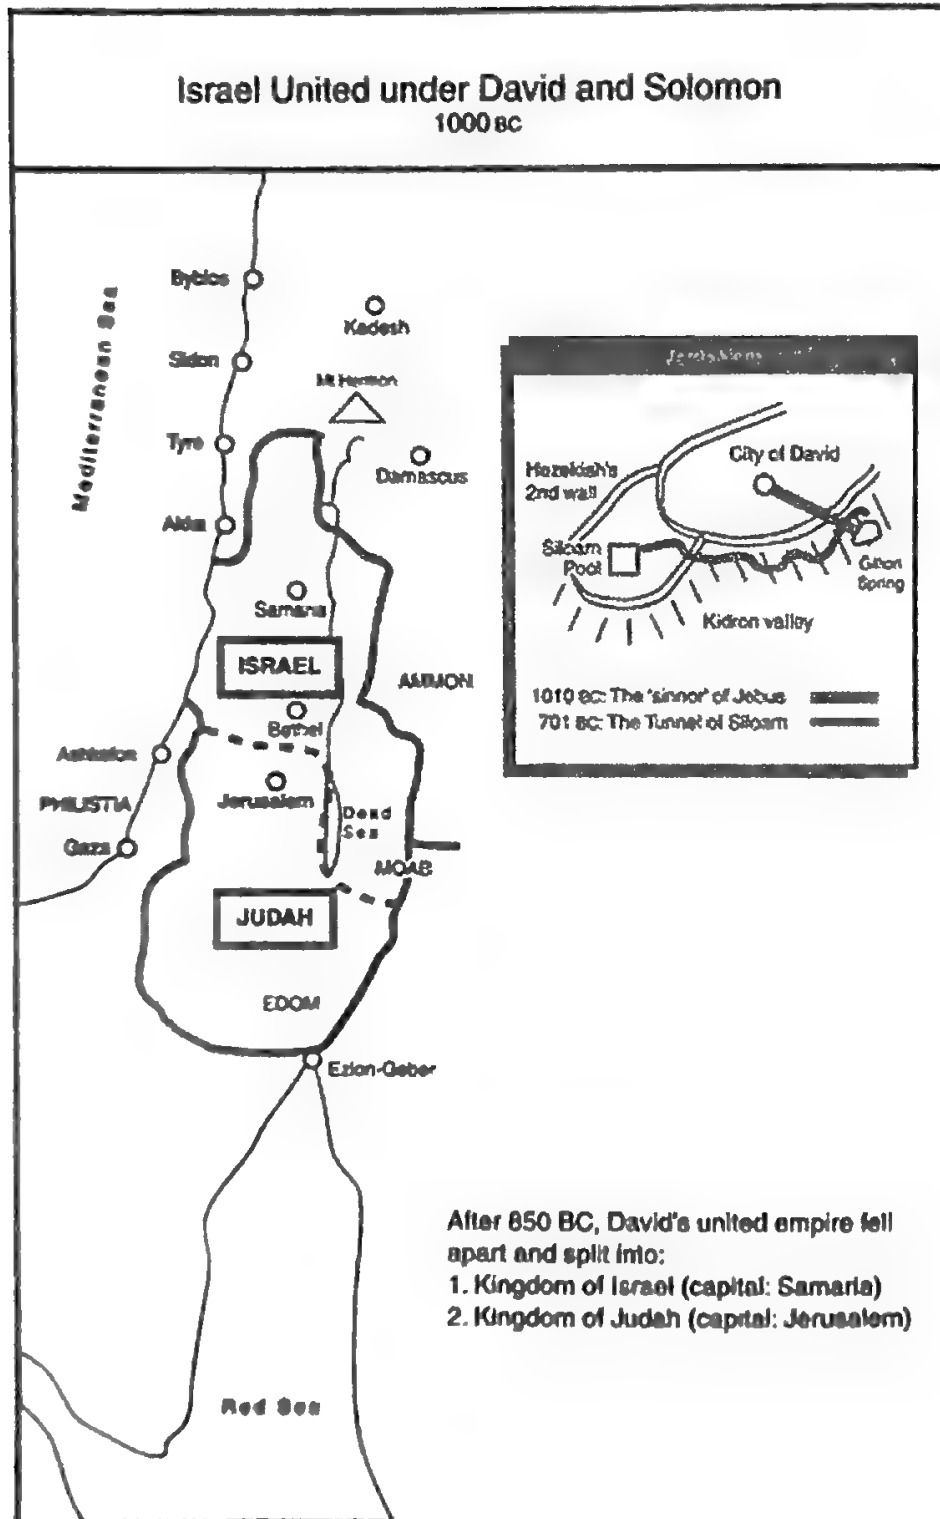 Israel United under David and Solomon
1000 BC
Byblos
Kadesh
Mediterranean Sea
Sidon
Mt Hermon
Tyre
Damascus
Akka
Samaria
ISRAEL
AMMON
Bethel
Ashkelon
Jerusalem
PHILISTIA
Dead
Sea
Gaza
MOAB
JUDAH
EDOM
Ezion-Geber
Red Sea
Jerusalem
City of David
Hezekiah's
2nd wall
Siloam
Pool
Gihon
Spring
Kidron valley
1010 BC: The 'sinnor' of Jebus
701 BC: The Tunnel of Siloam
After 850 BC, David's united empire fell
apart and split into:
1. Kingdom of Israel (capital: Samaria)
2. Kingdom of Judah (capital: Jerusalem)